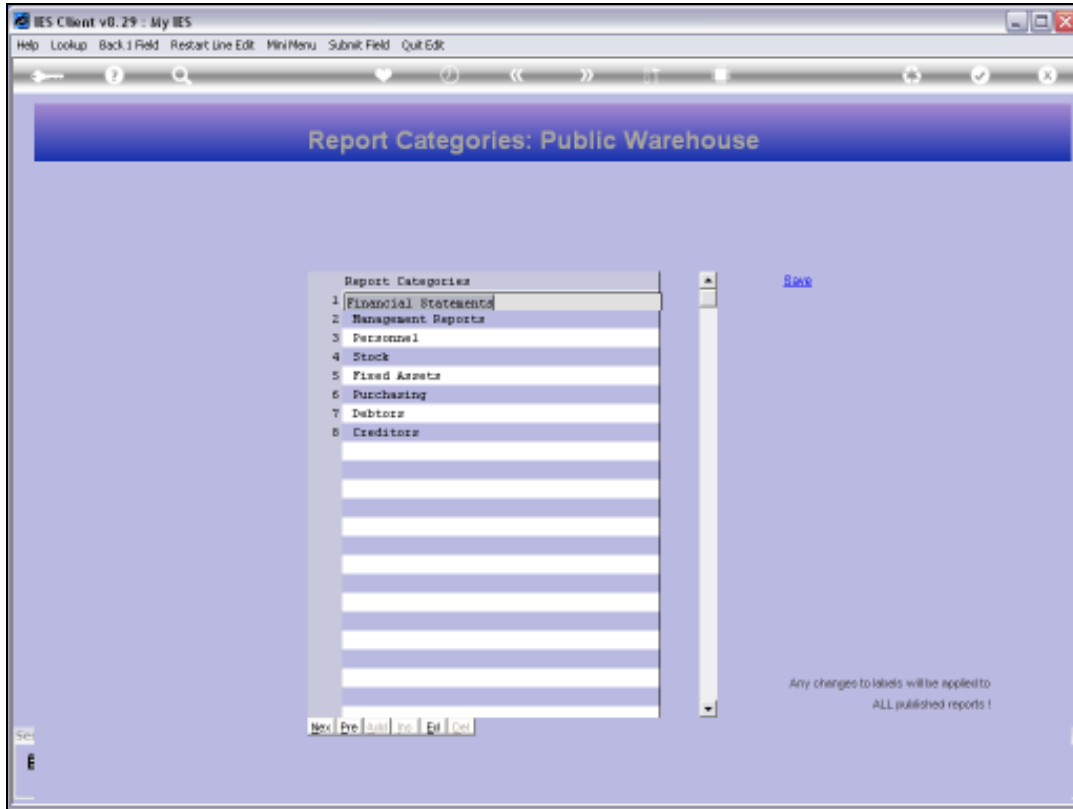 IES Client v8.29 : My IES
Help Lookup Back 1 Field Restart Line Edit Mini Menu Submit Field Quit Edit
Report Categories: Public Warehouse
Report Categories
Save
1 Financial Statements
2 Management Reports
3 Personnel
4 Stock
5 Fixed Assets
6 Purchasing
7 Debtors
8 Creditors
Any changes to labels will be applied to
ALL published reports !
Nex Pre Add Ins Ed Del
Ses